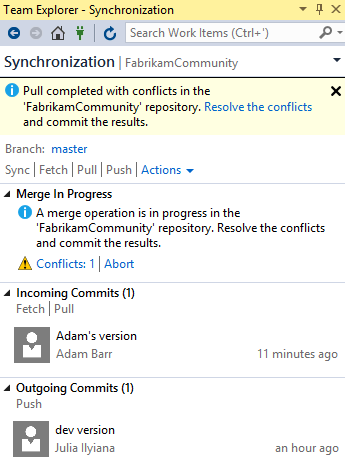 Team Explorer - Synchronization
Search Work Items (Ctrl+')
Synchronization | FabrikamCommunity
Pull completed with conflicts in the
'FabrikamCommunity' repository. Resolve the conflicts
and commit the results.
Branch: master
Sync | Fetch | Pull | Push | Actions
Merge In Progress
A merge operation is in progress in the
'FabrikamCommunity' repository. Resolve the conflicts
and commit the results.
Conflicts: 1 | Abort
Incoming Commits (1)
Fetch | Pull
Adam's version
Adam Barr 11 minutes ago
Outgoing Commits (1)
Push
dev version
Julia Ilyiana an hour ago